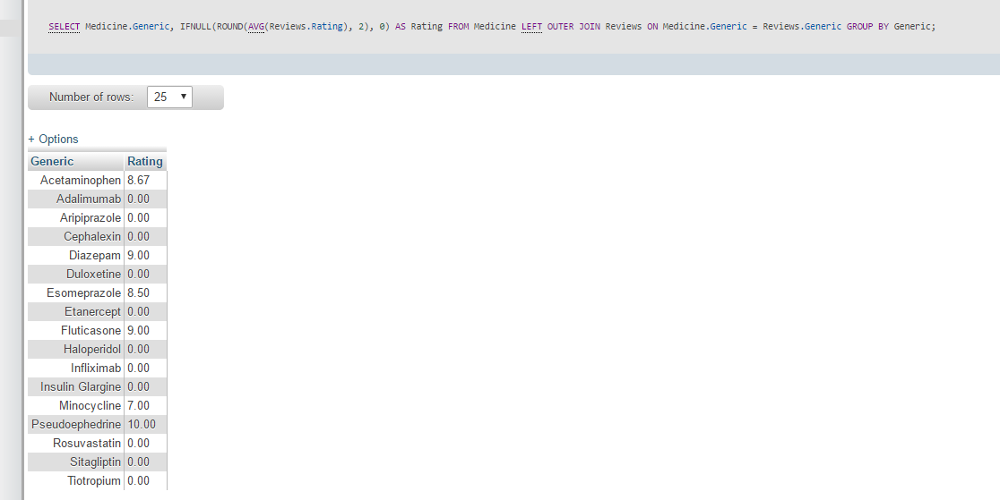 SELECT Medicine.Generic, IFNULL(ROUND(AVG(Reviews.Rating), 2), 0) AS Rating FROM Medicine LEFT OUTER JOIN Reviews ON Medicine.Generic = Reviews.Generic GROUP BY Generic;
Number of rows: 25
+ Options
Generic Rating
Acetaminophen 8.67
Adalimumab 0.00
Aripiprazole 0.00
Cephalexin 0.00
Diazepam 9.00
Duloxetine 0.00
Esomeprazole 8.50
Etanercept 0.00
Fluticasone 9.00
Haloperidol 0.00
Infliximab 0.00
Insulin Glargine 0.00
Minocycline 7.00
Pseudoephedrine 10.00
Rosuvastatin 0.00
Sitagliptin 0.00
Tiotropium 0.00